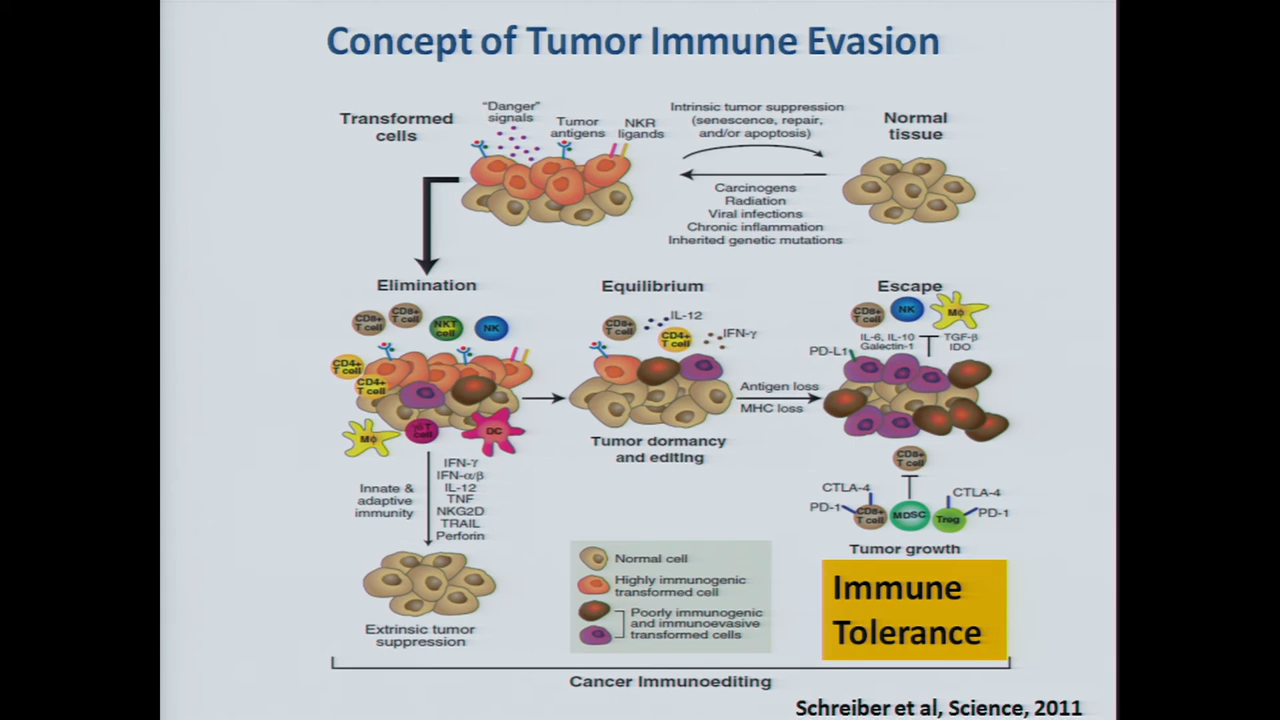 Concept of Tumor Immune Evasion
Transformed
cells
"Danger"
signals
Tumor
antigens
NKR
ligands
Intrinsic tumor suppression
(senescence, repair,
and/or apoptosis)
Normal
tissue
Carcinogens
Radiation
Viral infections
Chronic inflammation
Inherited genetic mutations
Elimination
CD8+
T cell
CD8+
T cell
NKT
cell
NK
CD4+
T cell
CD4+
T cell
Mϕ
γδ T
cell
DC
Innate &
adaptive
immunity
IFN-γ
IFN-α/β
IL-12
TNF
NKG2D
TRAIL
Perforin
Extrinsic tumor
suppression
Equilibrium
CD8+
T cell
IL-12
CD4+
T cell
IFN-γ
Tumor dormancy
and editing
Antigen loss
MHC loss
Escape
CD8+
T cell
NK
Mϕ
IL-6, IL-10
Galectin-1
TGF-β
IDO
PD-L1
CD8+
T cell
CTLA-4
PD-1
CD8+
T cell
MDSC
Treg
CTLA-4
PD-1
Tumor growth
Immune
Tolerance
Normal cell
Highly immunogenic
transformed cell
Poorly immunogenic
and immunoevasive
transformed cells
Cancer Immunoediting
Schreiber et al, Science, 2011